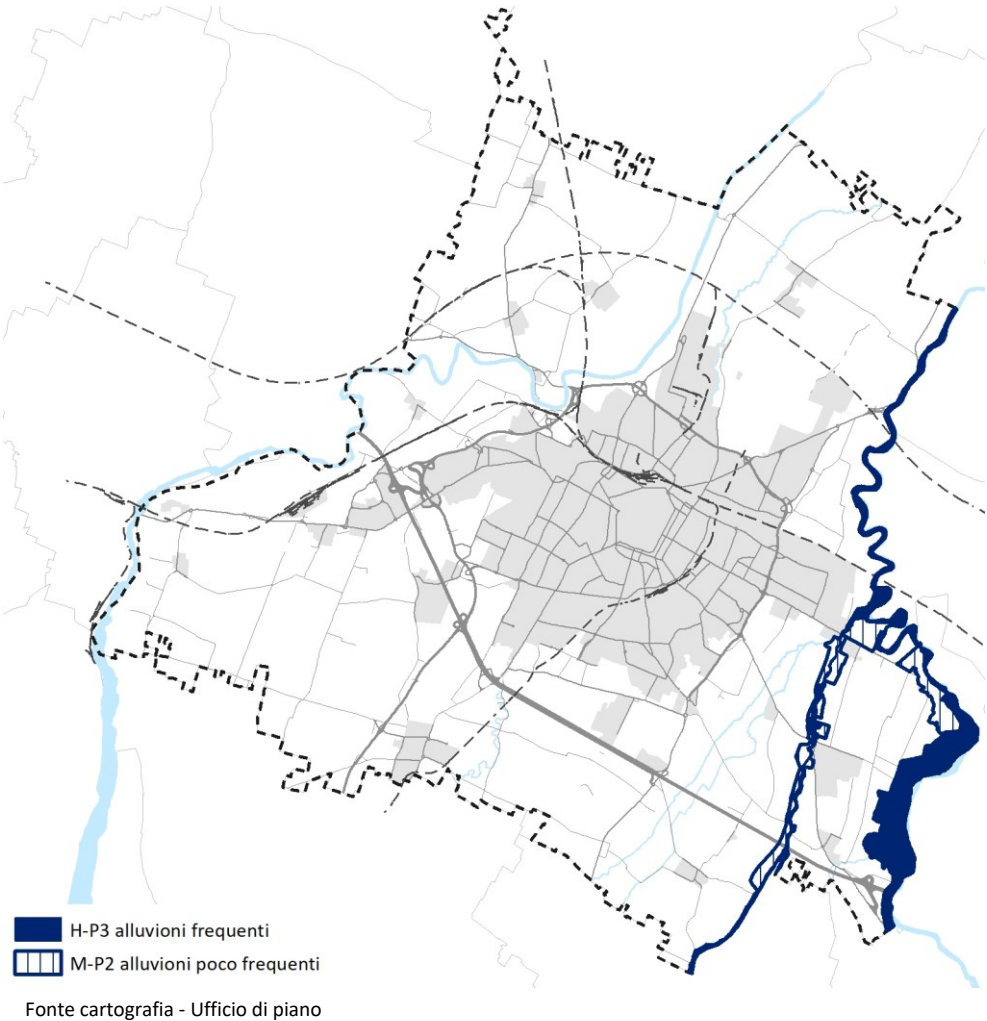 H-P3 alluvioni frequenti
M-P2 alluvioni poco frequenti
Fonte cartografia - Ufficio di piano